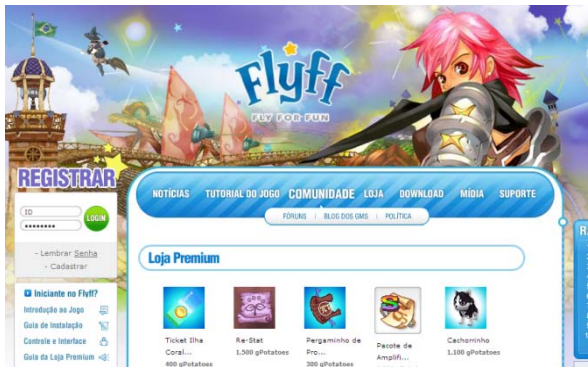 Flyff
FLY FOR FUN
REGISTRAR
NOTÍCIAS TUTORIAL DO JOGO COMUNIDADE LOJA DOWNLOAD MÍDIA SUPORTE
FÓRUNS | BLOG DOS GMS | POLÍTICA
ID
LOGIN
- Lembrar Senha
- Cadastrar
Loja Premium
Iniciante no Flyff?
Introdução ao Jogo
Guia de Instalação
Controle e Interface
Guia da Loja Premium
Ticket Ilha Coral...
400 gPotatoes
Re-Stat
1.500 gPotatoes
Pergaminho de Pro...
300 gPotatoes
Pacote de Amplifi...
Cachorrinho
1.100 gPotatoes